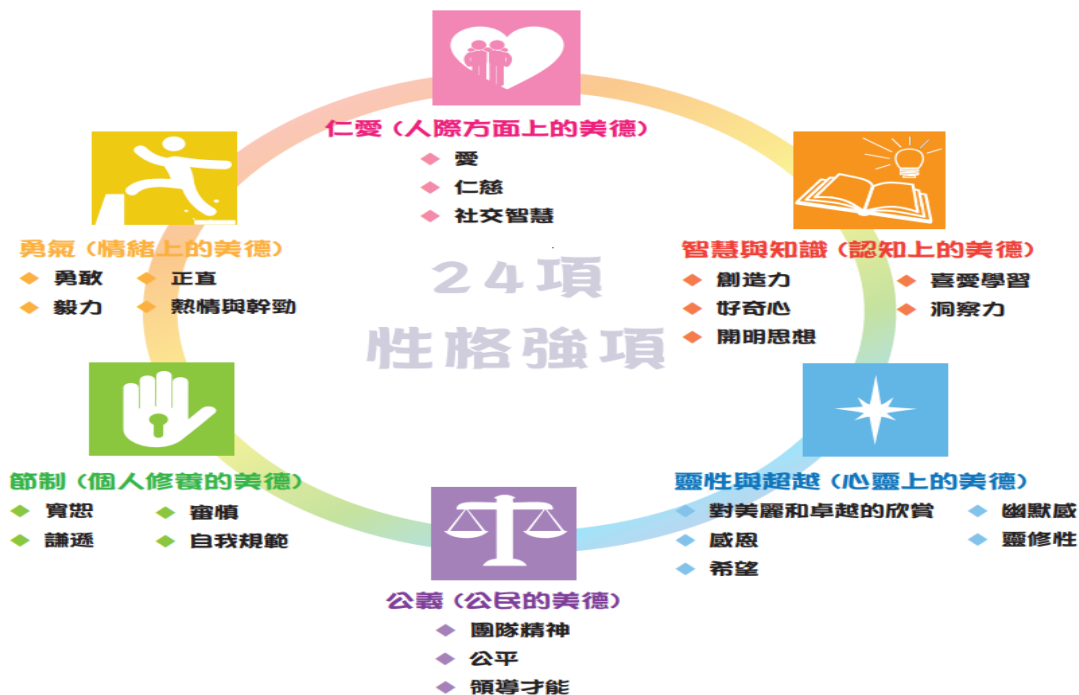 仁愛 (人際方面上的美德)
◆ 愛
◆ 仁慈
◆ 社交智慧
智慧與知識 (認知上的美德)
◆ 創造力
◆ 好奇心
◆ 開明思想
◆ 喜愛學習
◆ 洞察力
勇氣 (情緒上的美德)
◆ 勇敢
◆ 毅力
◆ 正直
◆ 熱情與幹勁
24項
性格強項
節制 (個人修養的美德)
◆ 寬恕
◆ 謙遜
◆ 審慎
◆ 自我規範
靈性與超越 (心靈上的美德)
◆ 對美麗和卓越的欣賞
◆ 感恩
◆ 希望
◆ 幽默感
◆ 靈修性
公義 (公民的美德)
◆ 團隊精神
◆ 公平
◆ 領導才能